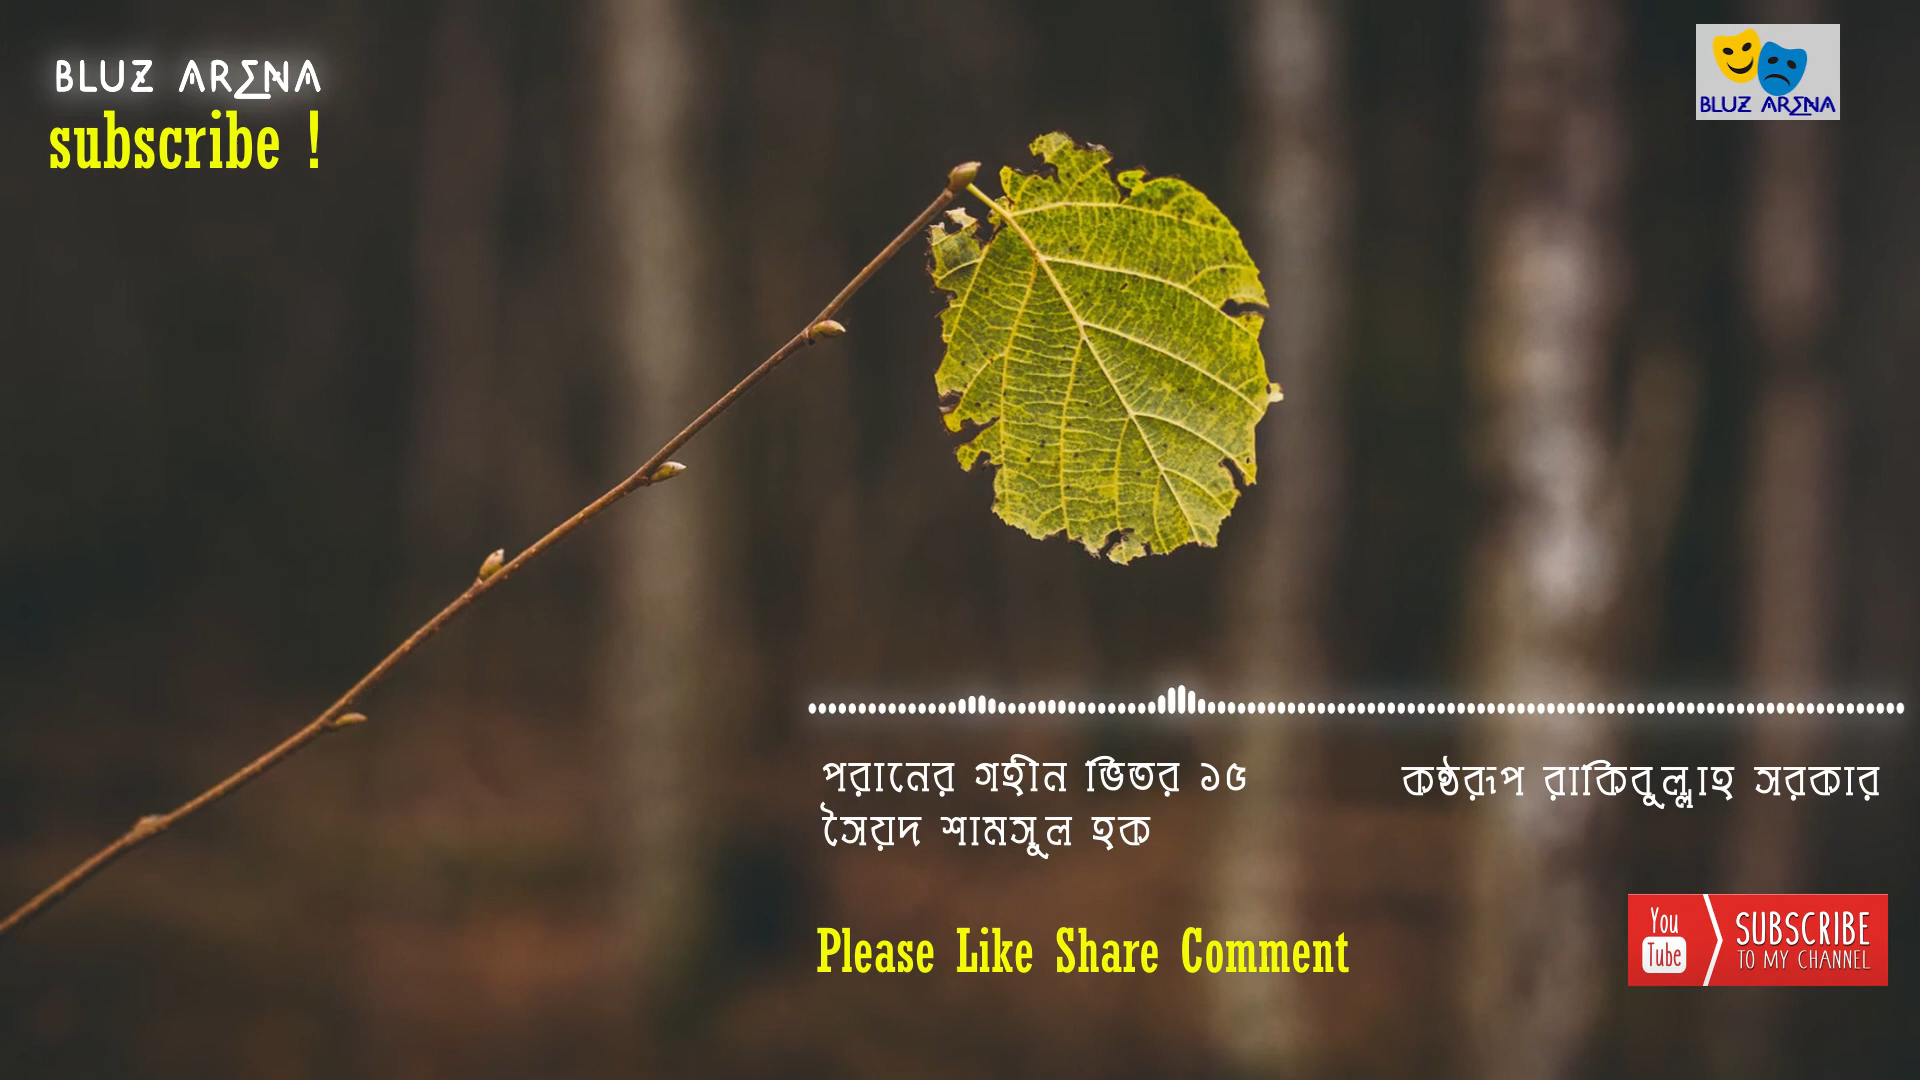 BLUZ ARΣNA
subscribe !
BLUZ ARΣNA
পরানের গহীন ভিতর ১৫
সৈয়দ শামসুল হক
কন্ঠরূপ রাকিবুল্লাহ সরকার
Please Like Share Comment
You Tube
SUBSCRIBE
TO MY CHANNEL